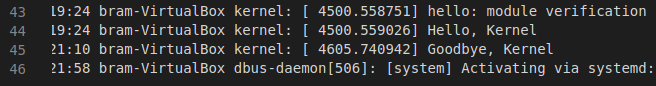 43 19:24 bram-VirtualBox kernel: [ 4500.558751] hello: module verification
44 19:24 bram-VirtualBox kernel: [ 4500.559026] Hello, Kernel
45 21:10 bram-VirtualBox kernel: [ 4605.740942] Goodbye, Kernel
46 21:58 bram-VirtualBox dbus-daemon[506]: [system] Activating via systemd: